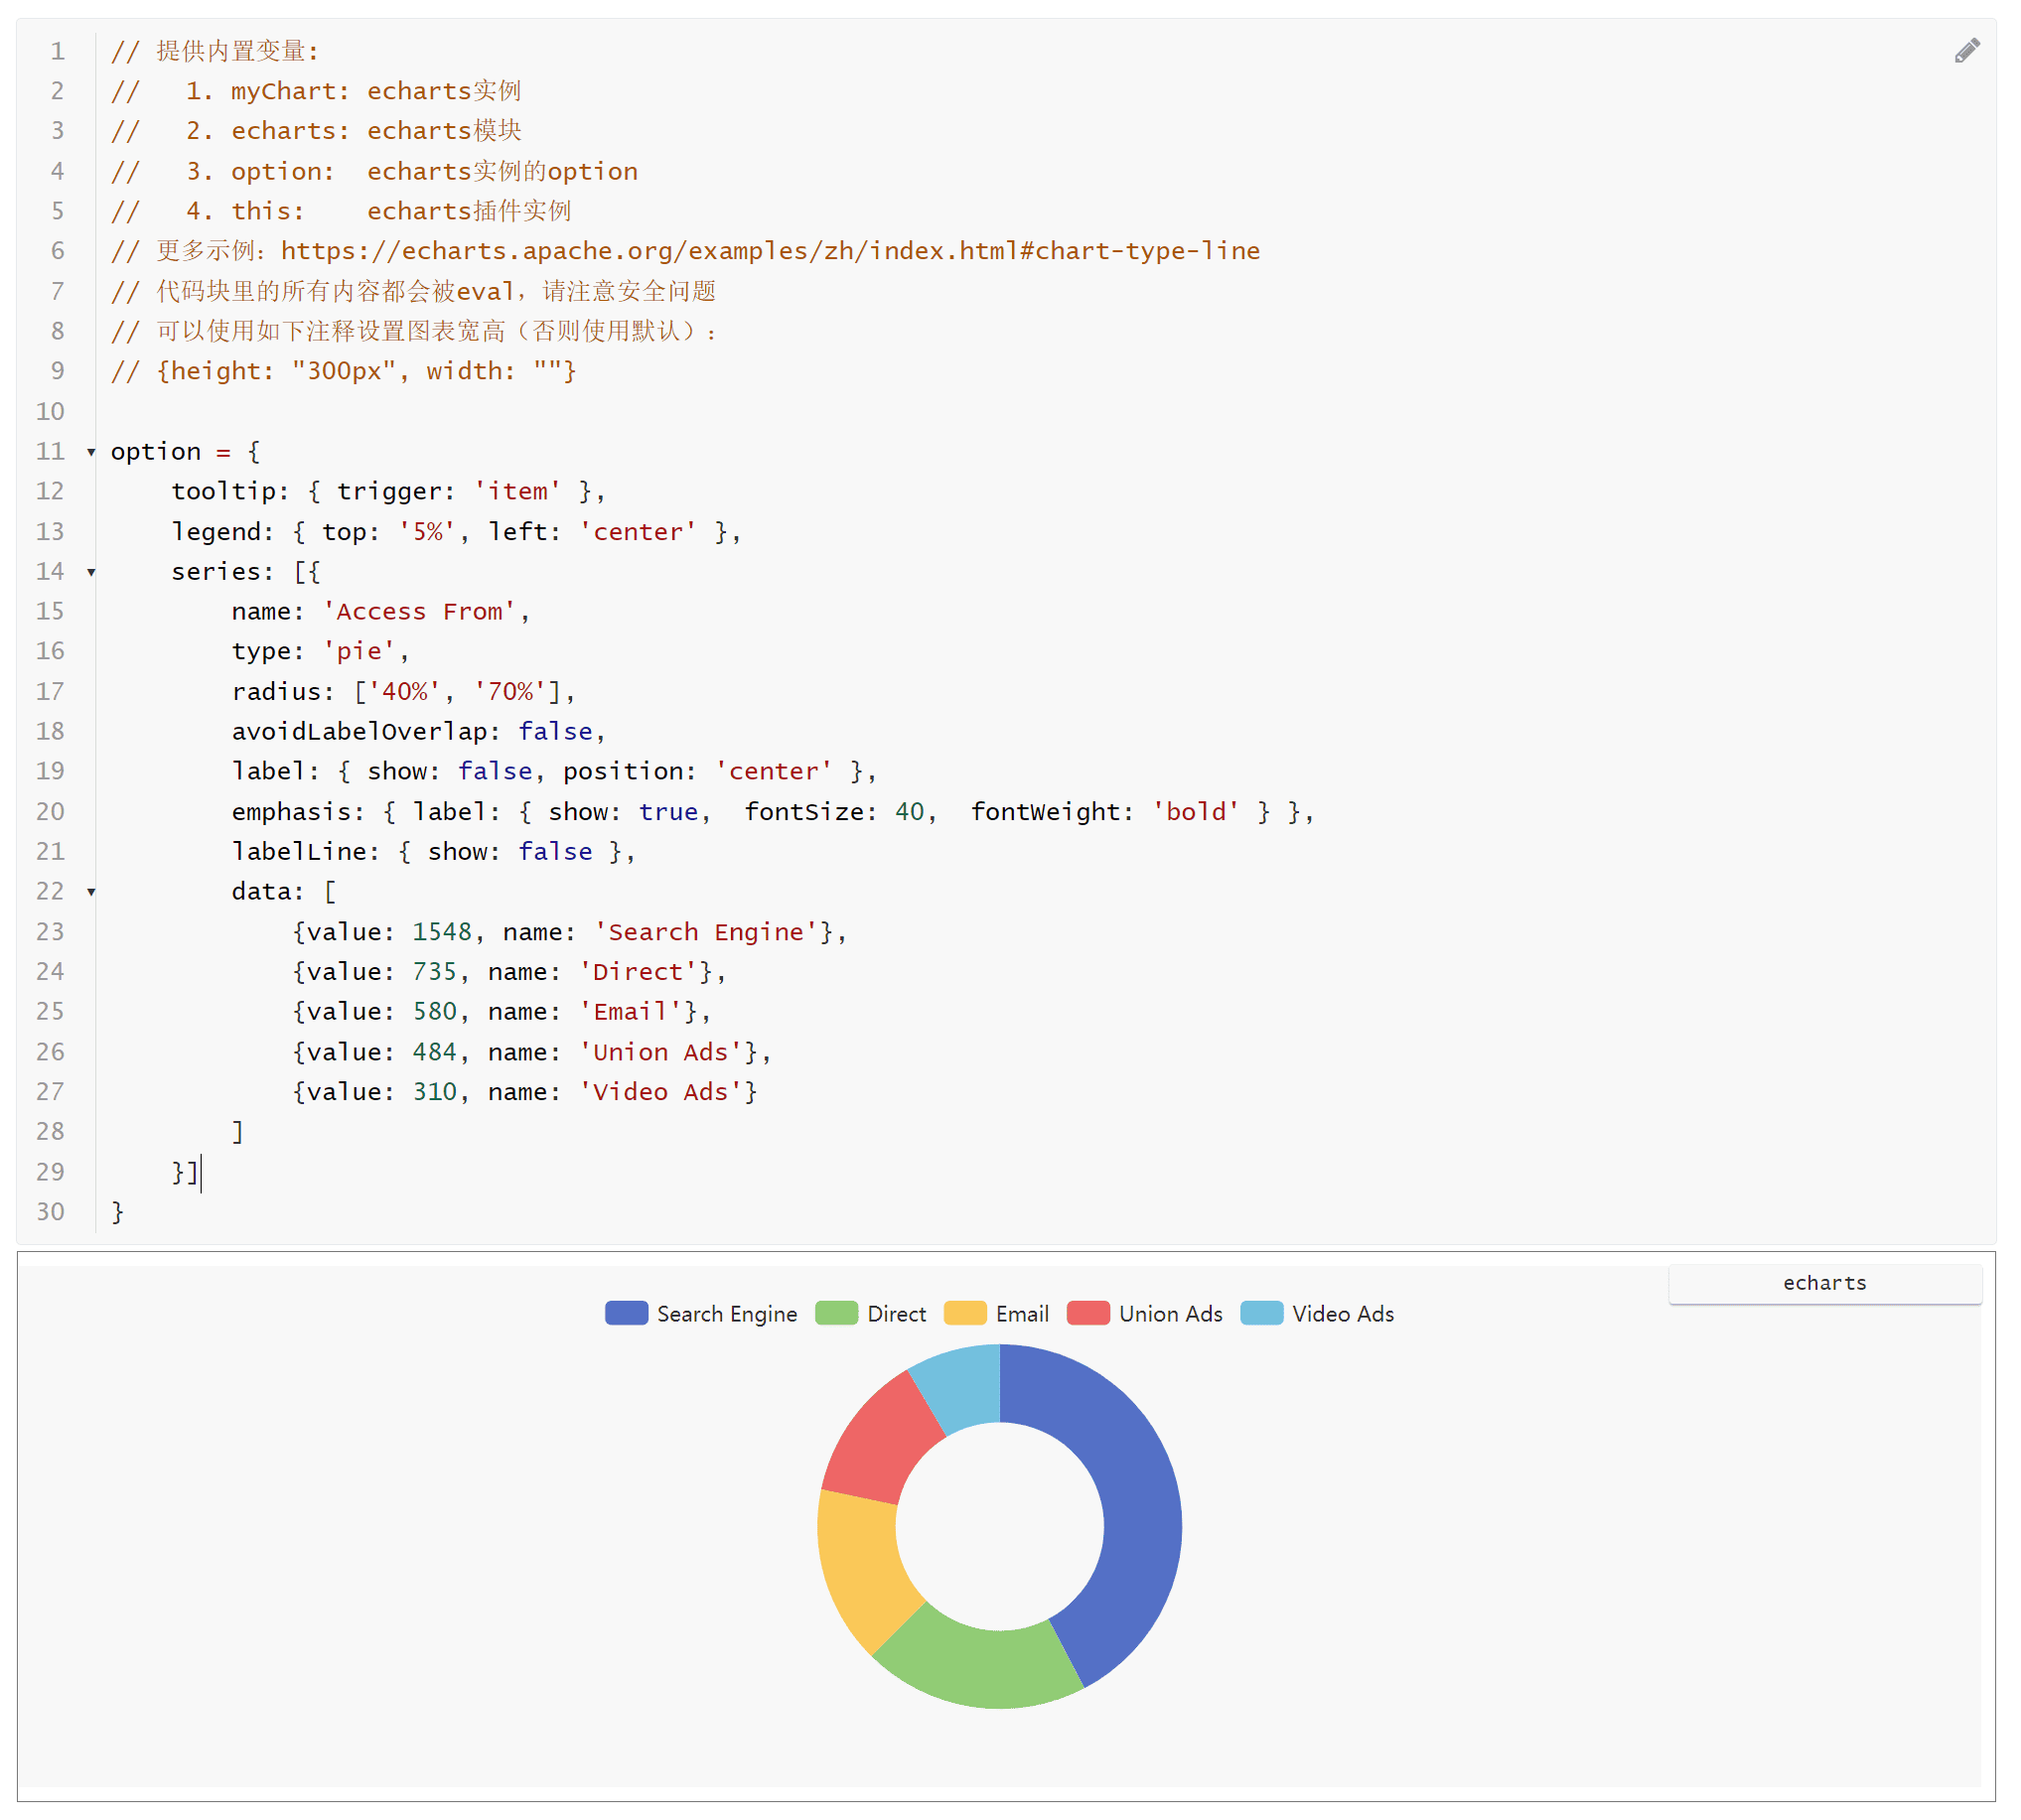 1 // 提供内置变量:
2 //   1. myChart: echarts实例
3 //   2. echarts: echarts模块
4 //   3. option:  echarts实例的option
5 //   4. this:    echarts插件实例
6 // 更多示例：https://echarts.apache.org/examples/zh/index.html#chart-type-line
7 // 代码块里的所有内容都会被eval，请注意安全问题
8 // 可以使用如下注释设置图表宽高（否则使用默认）：
9 // {height: "300px", width: ""}
10
11 option = {
12     tooltip: { trigger: 'item' },
13     legend: { top: '5%', left: 'center' },
14     series: [{
15         name: 'Access From',
16         type: 'pie',
17         radius: ['40%', '70%'],
18         avoidLabelOverlap: false,
19         label: { show: false, position: 'center' },
20         emphasis: { label: { show: true,  fontSize: 40,  fontWeight: 'bold' } },
21         labelLine: { show: false },
22         data: [
23             {value: 1548, name: 'Search Engine'},
24             {value: 735, name: 'Direct'},
25             {value: 580, name: 'Email'},
26             {value: 484, name: 'Union Ads'},
27             {value: 310, name: 'Video Ads'}
28         ]
29     }]
30 }
echarts
Search Engine Direct Email Union Ads Video Ads